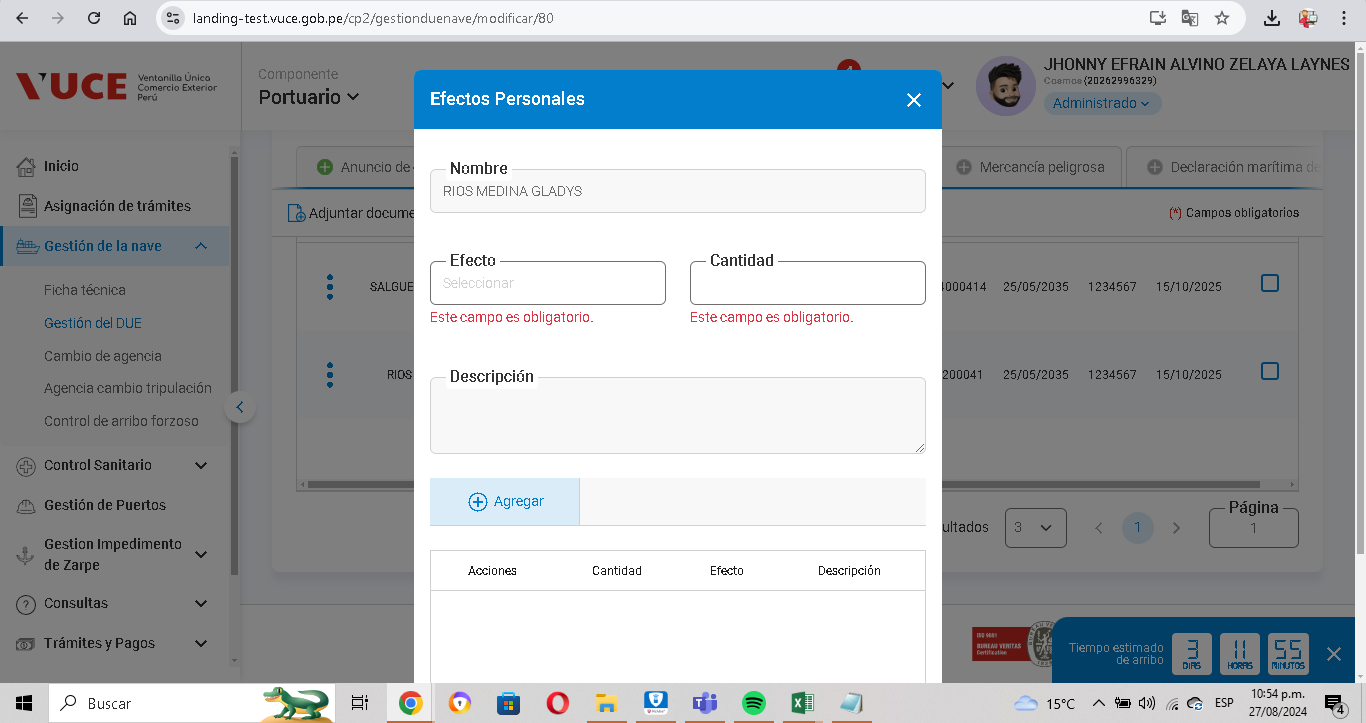 landing-test.vuce.gob.pe/cp2/gestionduenave/modificar/80
VUCE
Ventanilla Única
Comercio Exterior
Perú
Componente
Portuario
JHONNY EFRAIN ALVINO ZELAYA LAYNES
Cosmos (20262996329)
Administrado
Inicio
Asignación de trámites
Gestión de la nave
Ficha técnica
Gestión del DUE
Cambio de agencia
Agencia cambio tripulación
Control de arribo forzoso
Control Sanitario
Gestión de Puertos
Gestion Impedimento
de Zarpe
Consultas
Trámites y Pagos
Anuncio de
Mercancía peligrosa
Declaración marítima de
Adjuntar docume
(*) Campos obligatorios
SALGUE
4000414 25/05/2035 1234567 15/10/2025
RIOS
200041 25/05/2035 1234567 15/10/2025
ultados
3
1
Página
1
Efectos Personales
Nombre
RIOS MEDINA GLADYS
Efecto
Seleccionar
Este campo es obligatorio.
Cantidad
Este campo es obligatorio.
Descripción
Agregar
Acciones Cantidad Efecto Descripción
ISO 9001
BUREAU VERITAS
Certification
Tiempo estimado
de arribo
3
DIAS
11
HORAS
55
MINUTOS
Buscar
15°C
ESP
10:54 p.m.
27/08/2024
4